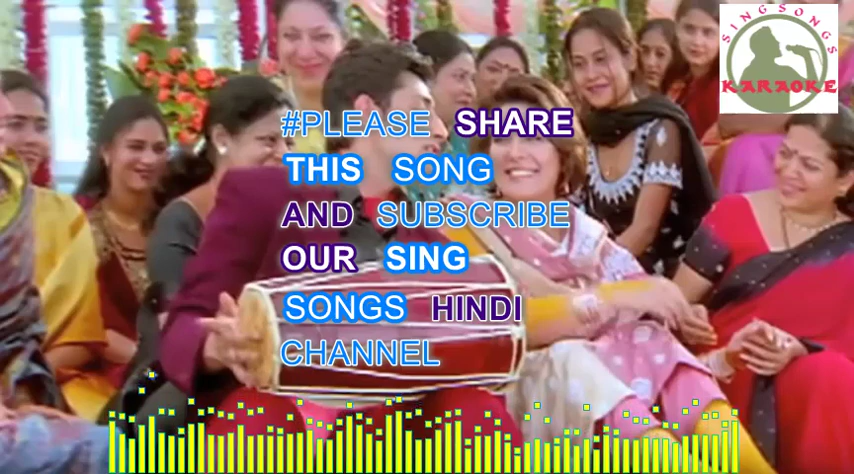 SINGSONGS
KARAOKE
#PLEASE SHARE
THIS SONG
AND SUBSCRIBE
OUR SING
SONGS HINDI
CHANNEL